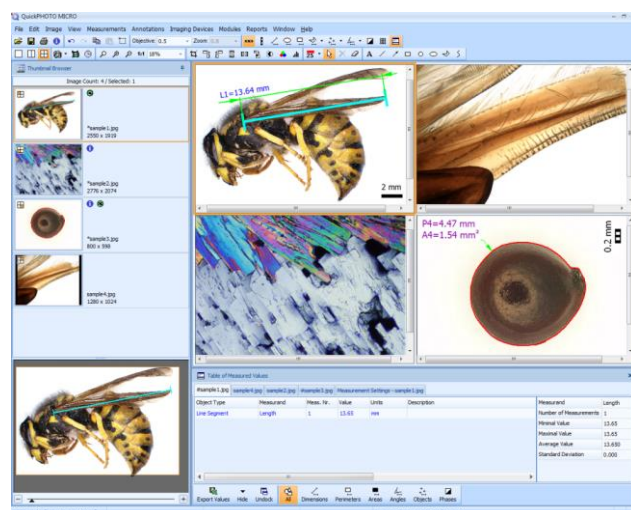 QuickPHOTO MICRO
File Edit Image View Measurements Annotations Imaging Devices Modules Reports Window Help
Objective: 0.5 Zoom:
1:1 10%
Thumbnail Browser
Image Count: 4 / Selected: 1
*sample1.jpg
2550 x 1919
*sample2.jpg
2776 x 2074
*sample3.jpg
800 x 598
sample4.jpg
1280 x 1024
L1=13.64 mm
2 mm
P4=4.47 mm
A4=1.54 mm²
0.2 mm
Table of Measured Values
#sample1.jpg sample4.jpg sample2.jpg #sample3.jpg Measurement Settings - sample1.jpg
Object Type Measurand Meas. Nr. Value Units Description
Line Segment Length 1 13.65 mm
Measurand Length
Number of Measurements 1
Minimal Value 13.65
Maximal Value 13.65
Average Value 13.650
Standard Deviation 0.000
Export Values Hide Undock All Dimensions Perimeters Areas Angles Objects Phases